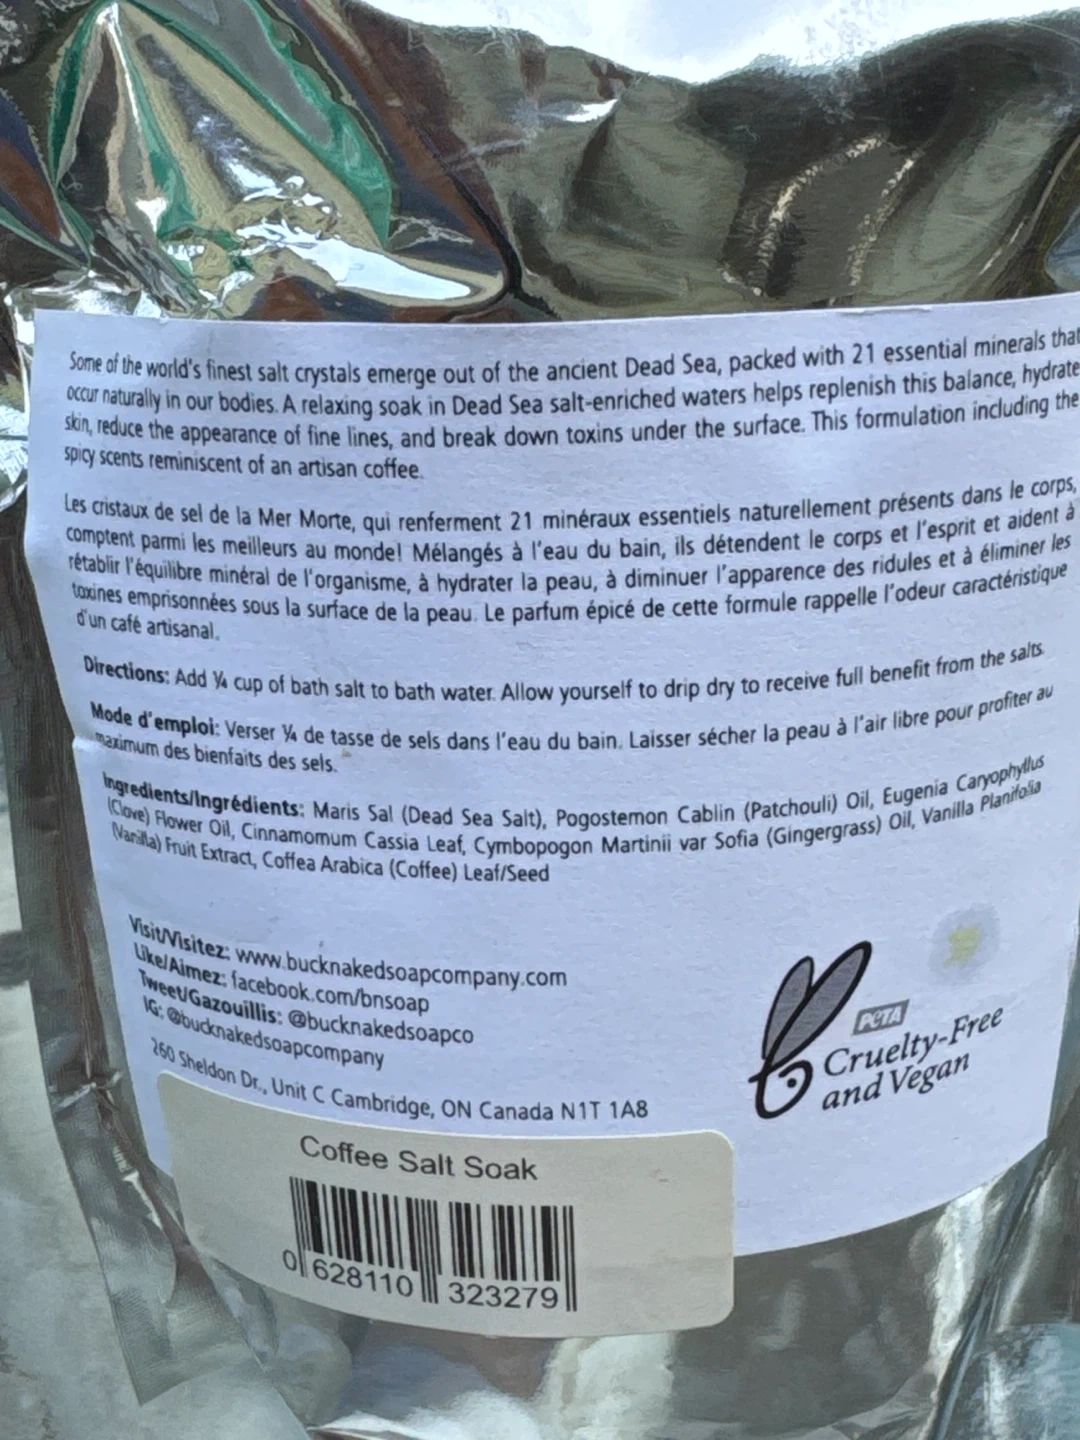 Some of the world's finest salt crystals emerge out of the ancient Dead Sea, packed with 21 essential minerals that
occur naturally in our bodies. A relaxing soak in Dead Sea salt-enriched waters helps replenish this balance, hydrate
skin, reduce the appearance of fine lines, and break down toxins under the surface. This formulation including the
spicy scents reminiscent of an artisan coffee.
Les cristaux de sel de la Mer Morte, qui renferment 21 minéraux essentiels naturellement présents dans le corps,
comptent parmi les meilleurs au monde! Mélangés à l'eau du bain, ils détendent le corps et l'esprit et aident à
rétablir l'équilibre minéral de l'organisme, à hydrater la peau, à diminuer l'apparence des ridules et à éliminer les
toxines emprisonnées sous la surface de la peau. Le parfum épicé de cette formule rappelle l'odeur caractéristique
d'un café artisanal.
Directions: Add ¼ cup of bath salt to bath water. Allow yourself to drip dry to receive full benefit from the salts.
Mode d'emploi: Verser ¼ de tasse de sels dans l'eau du bain. Laisser sécher la peau à l'air libre pour profiter au
maximum des bienfaits des sels.
Ingredients/Ingrédients: Maris Sal (Dead Sea Salt), Pogostemon Cablin (Patchouli) Oil, Eugenia Caryophyllus
(Clove) Flower Oil, Cinnamomum Cassia Leaf, Cymbopogon Martinii var Sofia (Gingergrass) Oil, Vanilla Planifolia
(Vanilla) Fruit Extract, Coffea Arabica (Coffee) Leaf/Seed
Visit/Visitez: www.bucknakedsoapcompany.com
Like/Aimez: facebook.com/bnsoap
Tweet/Gazouillis: @bucknakedsoapco
IG: @bucknakedsoapcompany
260 Sheldon Dr., Unit C Cambridge, ON Canada N1T 1A8
PETA
Cruelty-Free
and Vegan
Coffee Salt Soak
0 628110 323279